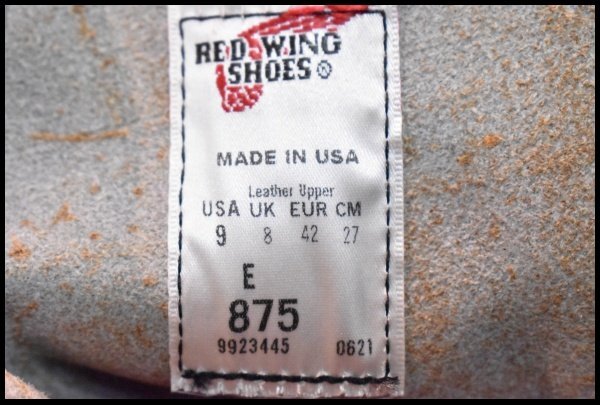 RED WING
SHOES®
MADE IN USA
Leather Upper
USA UK EUR CM
9 8 42 27
E
875
9923445 0621